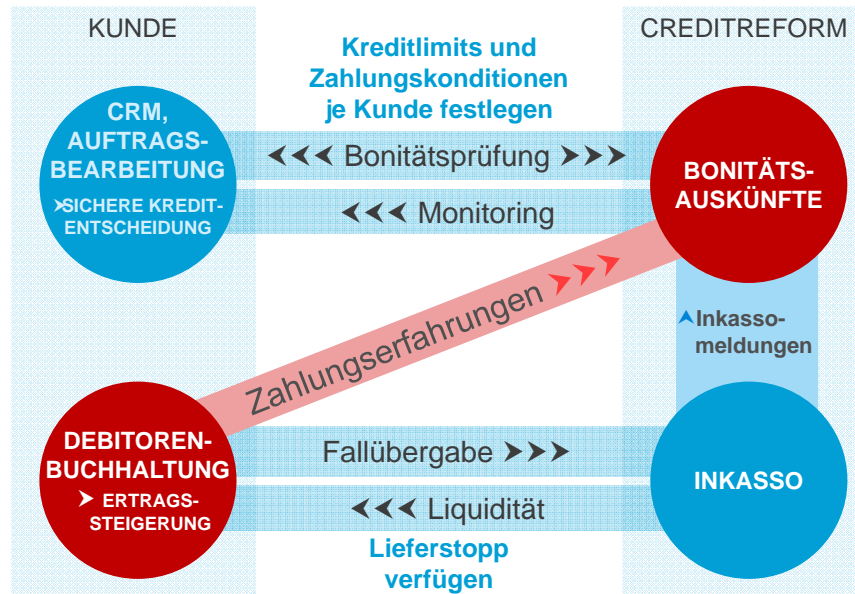 KUNDE
CREDITREFORM
Kreditlimits und
Zahlungskonditionen
je Kunde festlegen
CRM,
AUFTRAGS-
BEARBEITUNG
SICHERE KREDIT-
ENTSCHEIDUNG
Bonitätsprüfung
Monitoring
BONITÄTS-
AUSKÜNFTE
Zahlungserfahrungen
Inkasso-
meldungen
DEBITOREN-
BUCHHALTUNG
ERTRAGS-
STEIGERUNG
Fallübergabe
Liquidität
INKASSO
Lieferstopp
verfügen